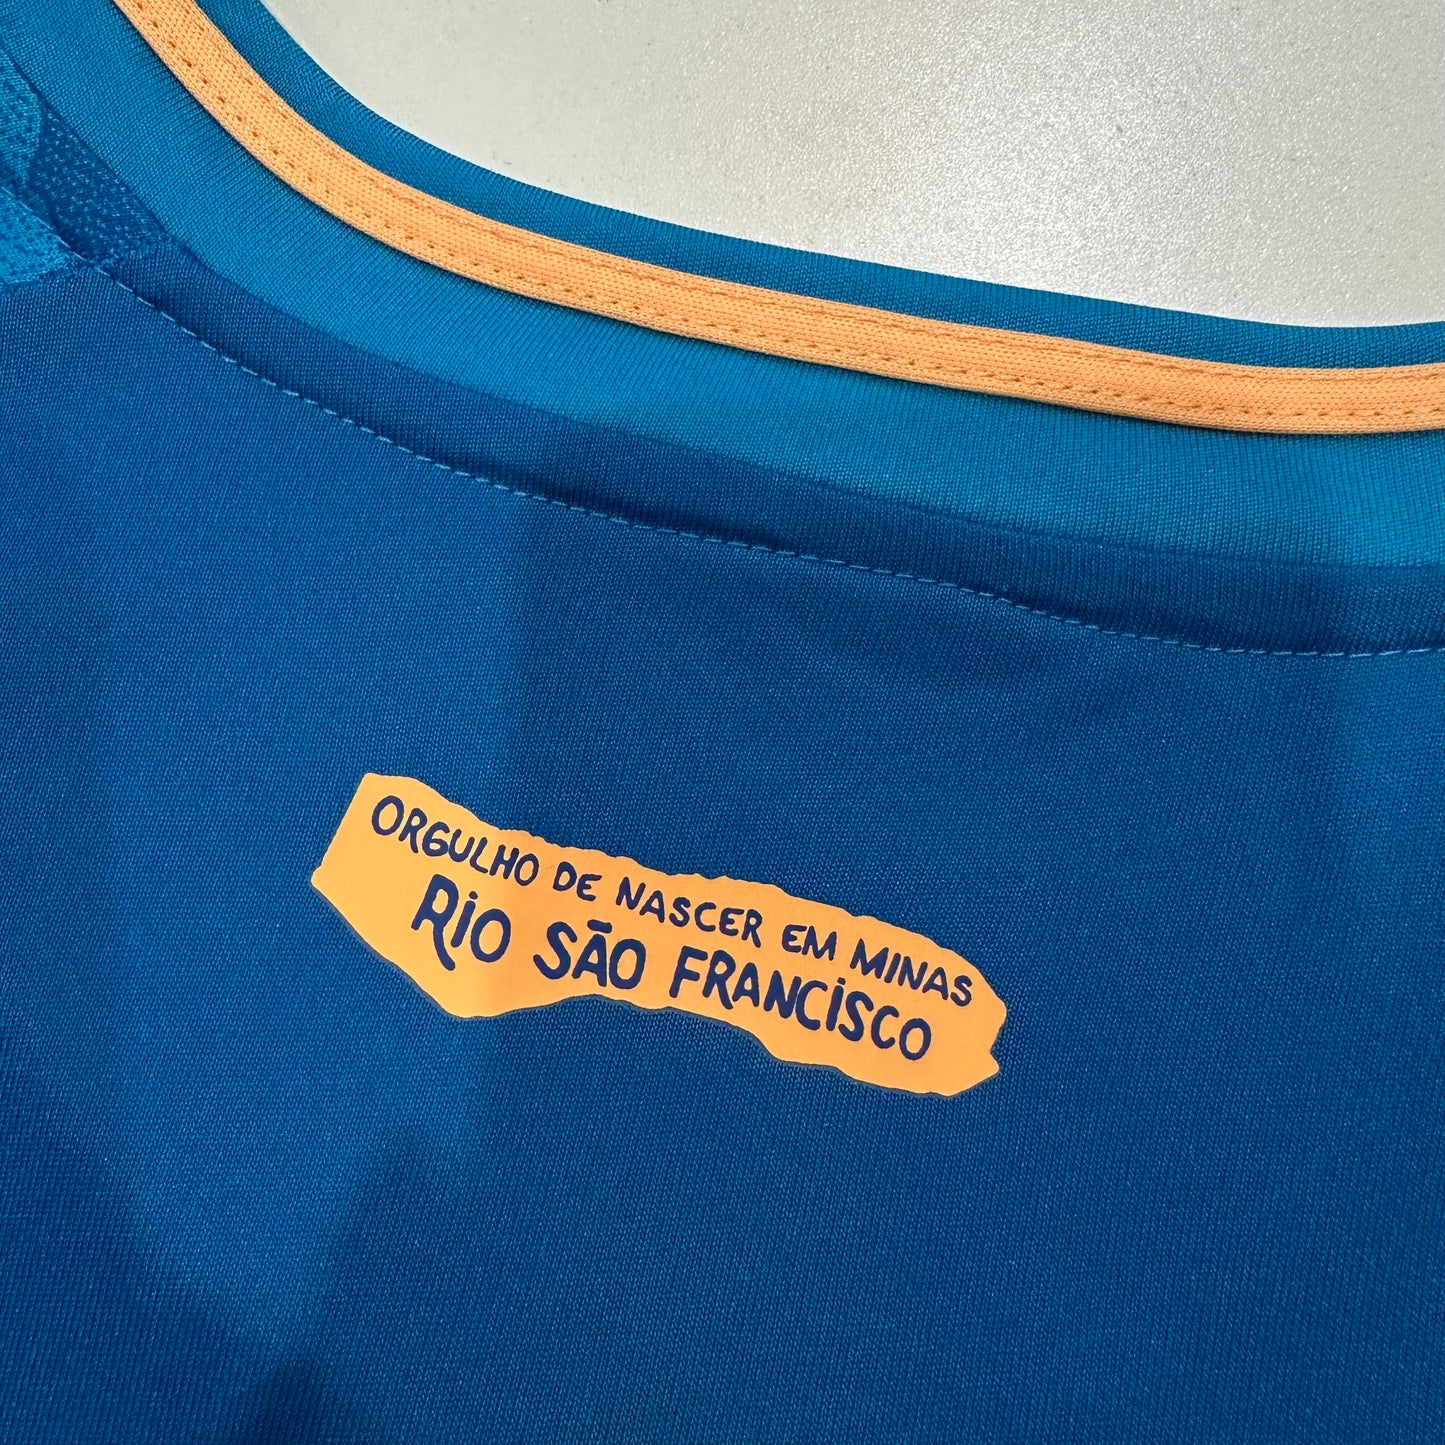 ORGULHO DE NASCER EM MINAS
RIO SÃO FRANCISCO